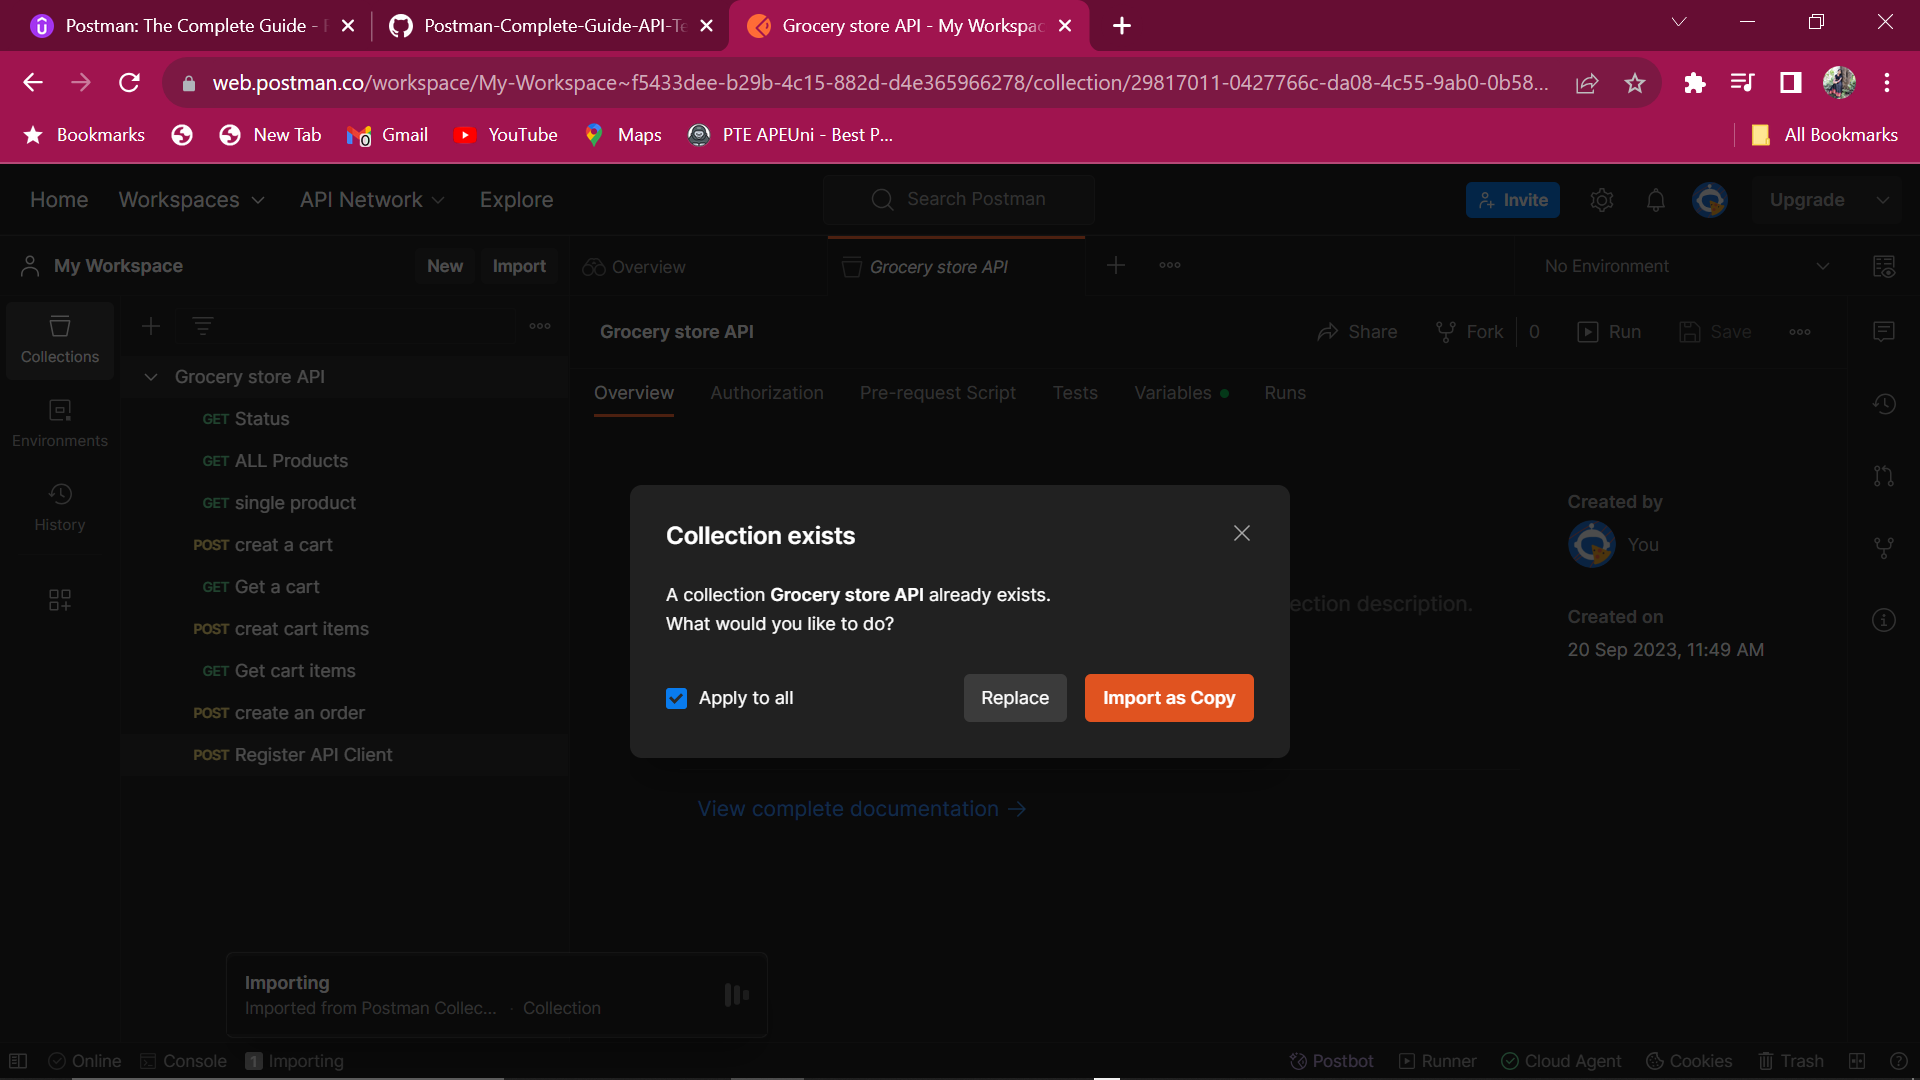 Postman: The Complete Guide -
Postman-Complete-Guide-API-Te
Grocery store API - My Workspac
web.postman.co/workspace/My-Workspace~f5433dee-b29b-4c15-882d-d4e365966278/collection/29817011-0427766c-da08-4c55-9ab0-0b58...
Bookmarks
New Tab
0
Gmail
YouTube
Maps
PTE APEUni - Best P...
All Bookmarks
Home
Workspaces
API Network
Explore
Search Postman
Invite
Upgrade
My Workspace
New
Import
Overview
Grocery store API
No Environment
Collections
Environments
History
Grocery store API
GET Status
GET ALL Products
GET single product
POST creat a cart
GET Get a cart
POST creat cart items
GET Get cart items
POST create an order
POST Register API Client
Grocery store API
Share
Fork
0
Run
Save
Overview
Authorization
Pre-request Script
Tests
Variables
Runs
Collection exists
A collection Grocery store API already exists.
What would you like to do?
Apply to all
Replace
Import as Copy
ection description.
View complete documentation →
Created by
You
Created on
20 Sep 2023, 11:49 AM
Importing
Imported from Postman Collec... · Collection
Online
Console
1
Importing
Postbot
Runner
Cloud Agent
Cookies
Trash